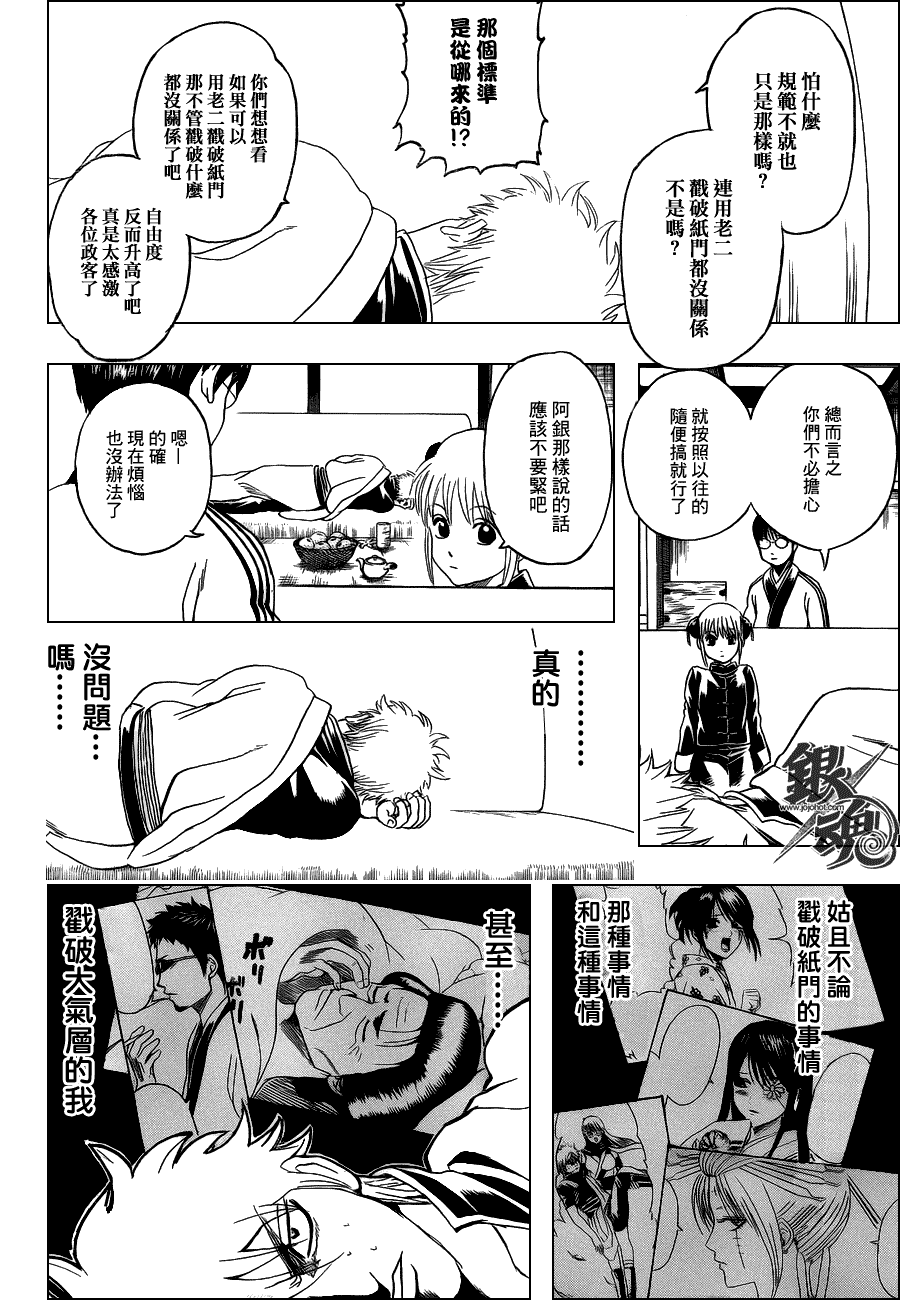 怕什麼
規範不就也
只是那樣嗎？
連用老二
戳破紙門都沒關係
不是嗎？
那個標準
是從哪來的!?
你們想想看
如果可以
用老二戳破紙門
那不管戳破什麼
都沒關係了吧
自由度
反而升高了吧
真是太感激
各位政客了
總而言之
你們不必擔心
就按照以往的
隨便搞就行了
阿銀那樣說的話
應該不要緊吧
嗯—
的確
現在煩惱
也沒辦法了
………
真的
沒問題…
嗎……
銀魂
www.jojohot.com
姑且不論
戳破紙門的事情
那種事情
和這種事情
甚至……
ボリ
ボリ
戳破大氣層的我